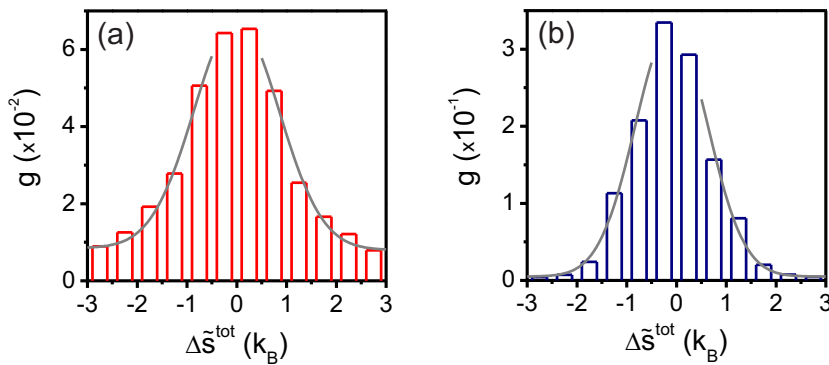 (a)
g (x10⁻²)
6
4
2
0
-3 -2 -1 0 1 2 3
Δs̃ᵗᵒᵗ (k_B)
(b)
g (x10⁻¹)
3
2
1
0
-3 -2 -1 0 1 2 3
Δs̃ᵗᵒᵗ (k_B)